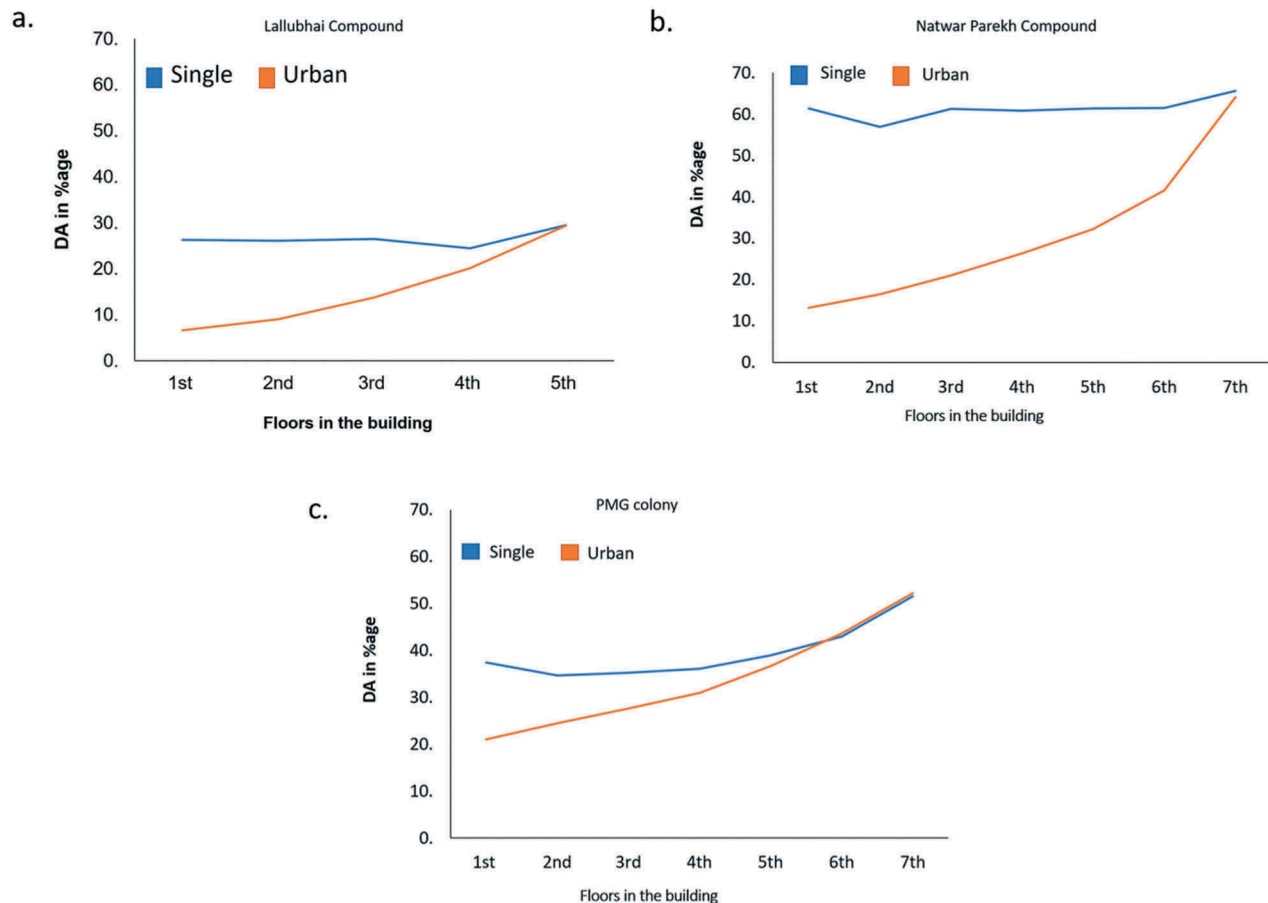 a.
Lallubhai Compound
70.
60.
50.
40.
30.
20.
10.
0.
Single Urban
DA in %age
1st 2nd 3rd 4th 5th
Floors in the building
b.
Natwar Parekh Compound
70.
60.
50.
40.
30.
20.
10.
0.
Single Urban
DA in %age
1st 2nd 3rd 4th 5th 6th 7th
Floors in the building
c.
PMG colony
70.
60.
50.
40.
30.
20.
10.
0.
Single Urban
DA in %age
1st 2nd 3rd 4th 5th 6th 7th
Floors in the building